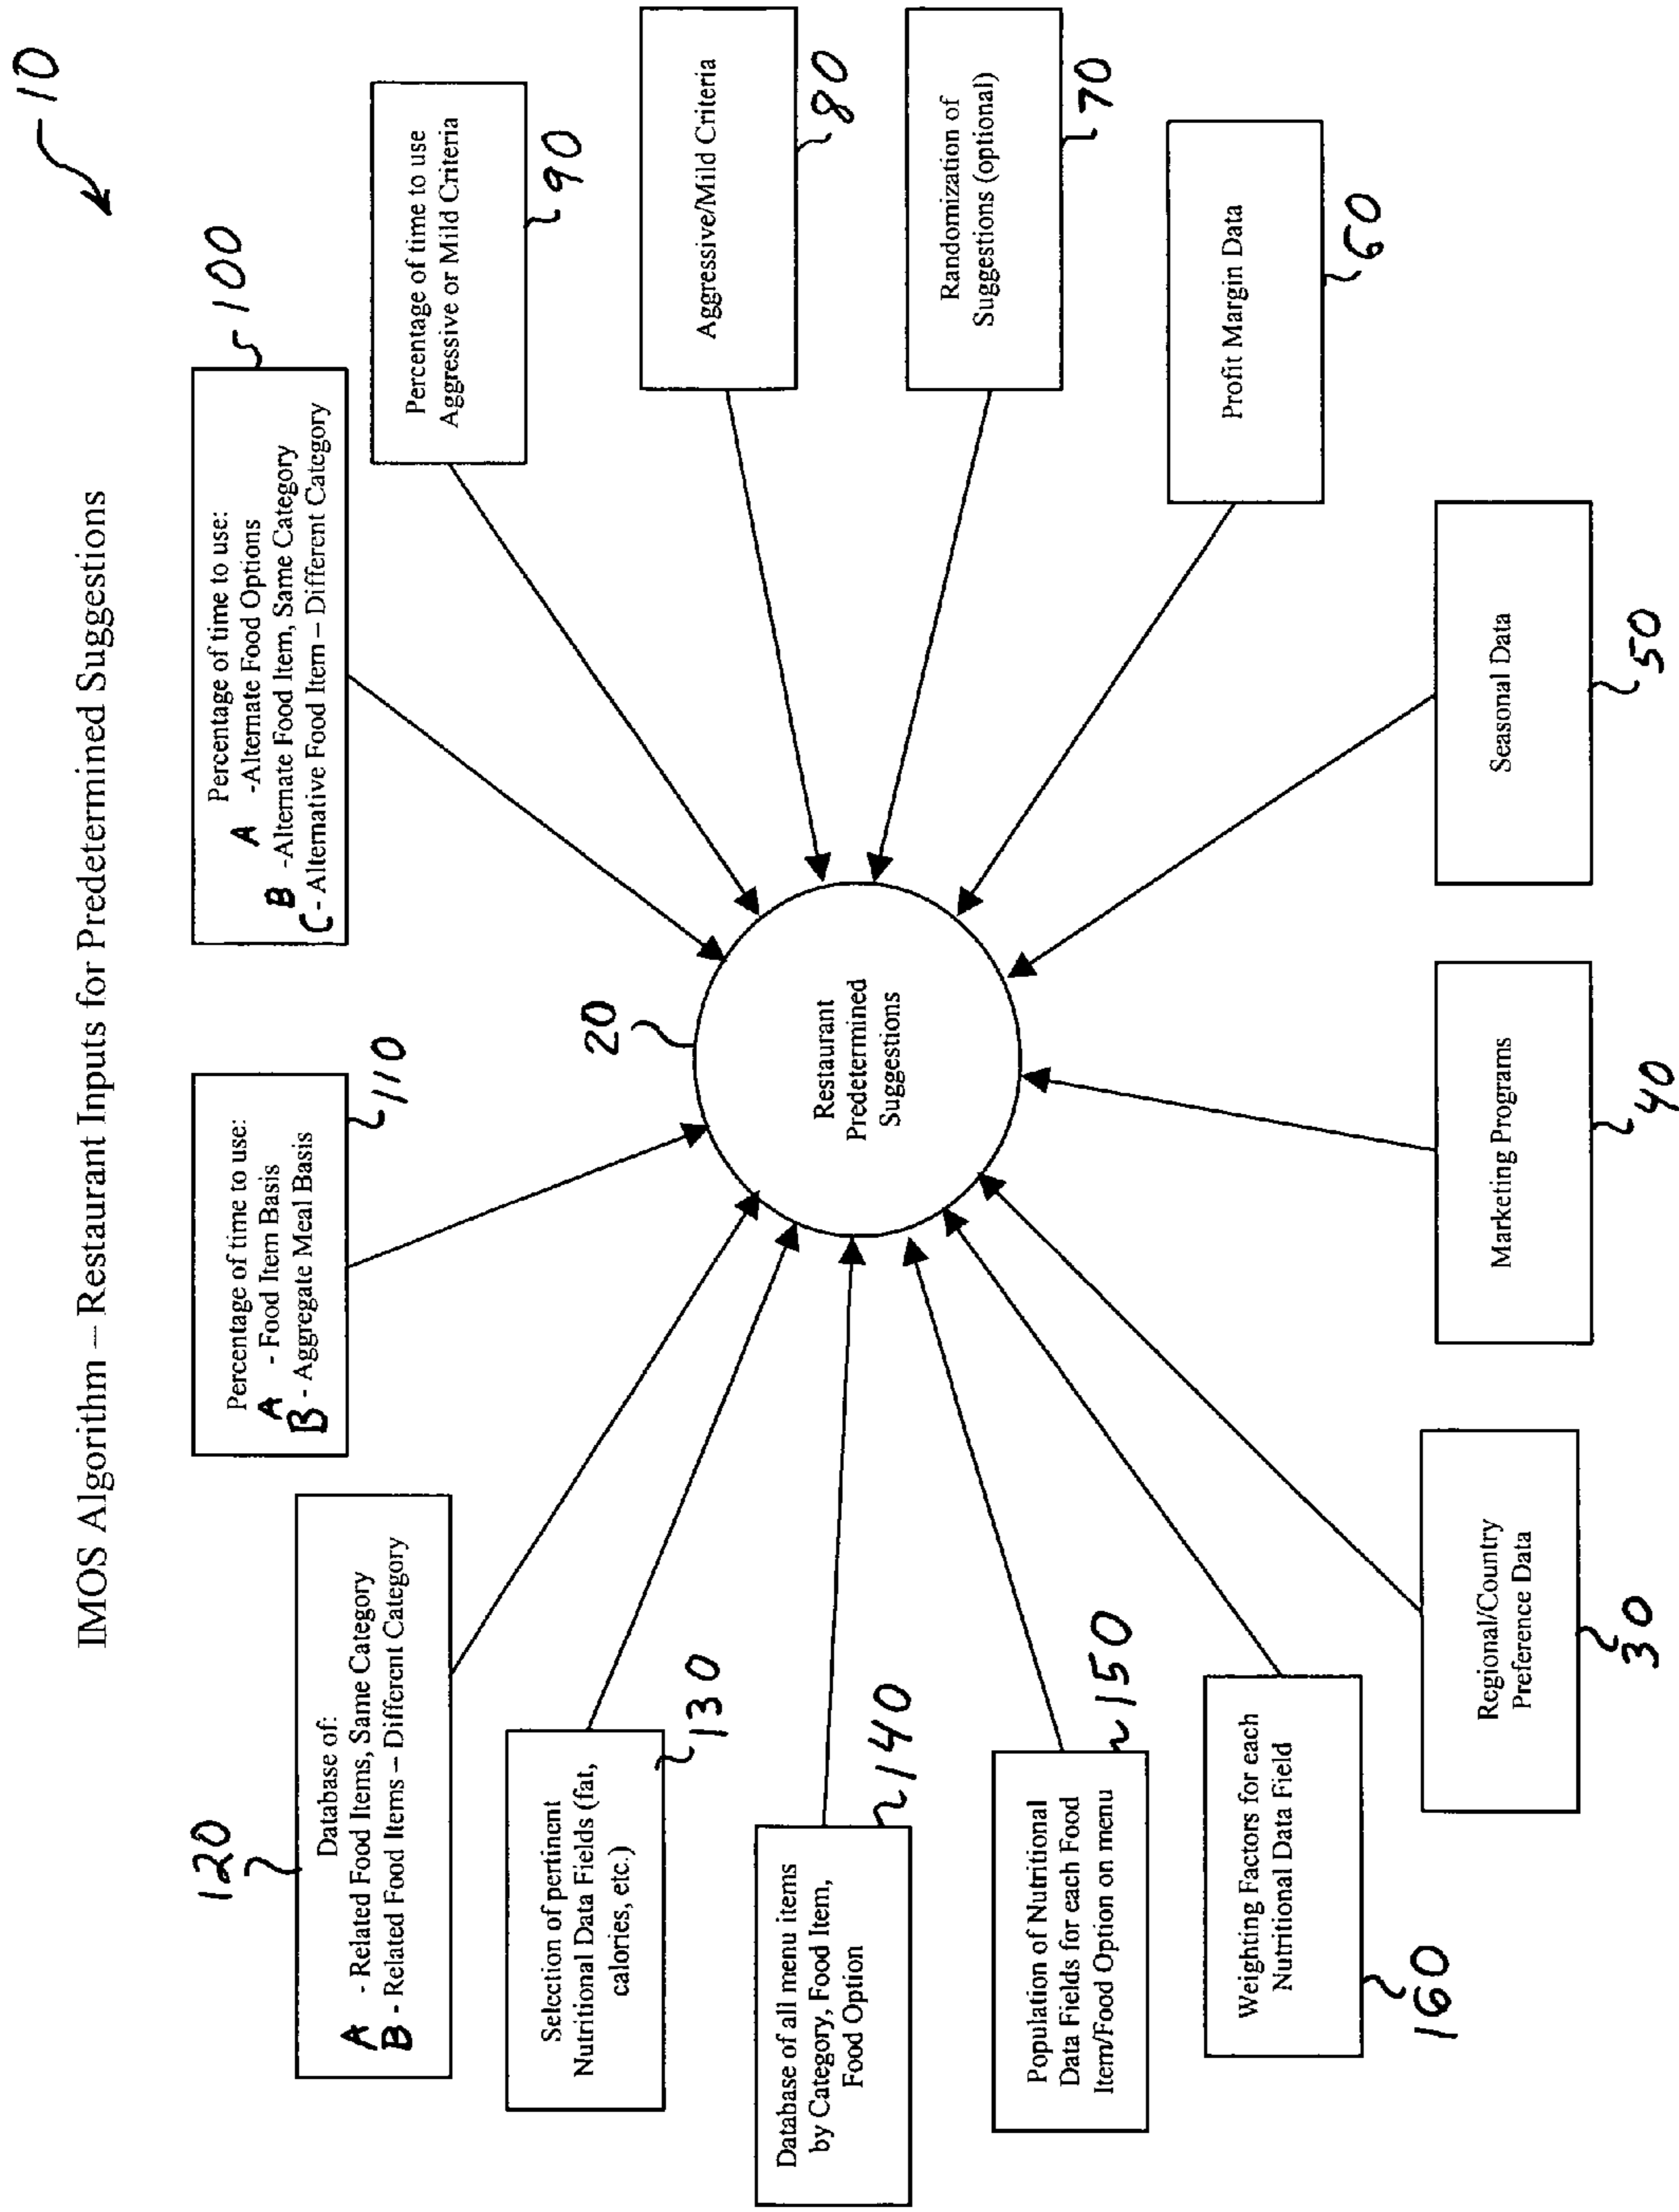 IMOS Algorithm – Restaurant Inputs for Predetermined Suggestions
10
120
Database of:
A - Related Food Items, Same Category
B - Related Food Items – Different Category
Percentage of time to use:
A - Food Item Basis
B - Aggregate Meal Basis
110
Percentage of time to use:
A -Alternate Food Options
B -Alternate Food Item, Same Category
C - Alternative Food Item – Different Category
100
Percentage of time to use
Aggressive or Mild Criteria
90
Aggressive/Mild Criteria
80
Randomization of
Suggestions (optional)
70
Profit Margin Data
60
Seasonal Data
50
Marketing Programs
40
Regional/Country
Preference Data
30
Weighting Factors for each
Nutritional Data Field
160
Population of Nutritional
Data Fields for each Food
Item/Food Option on menu
150
Database of all menu items
by Category, Food Item,
Food Option
140
Selection of pertinent
Nutritional Data Fields (fat,
calories, etc.)
130
20
Restaurant
Predetermined
Suggestions